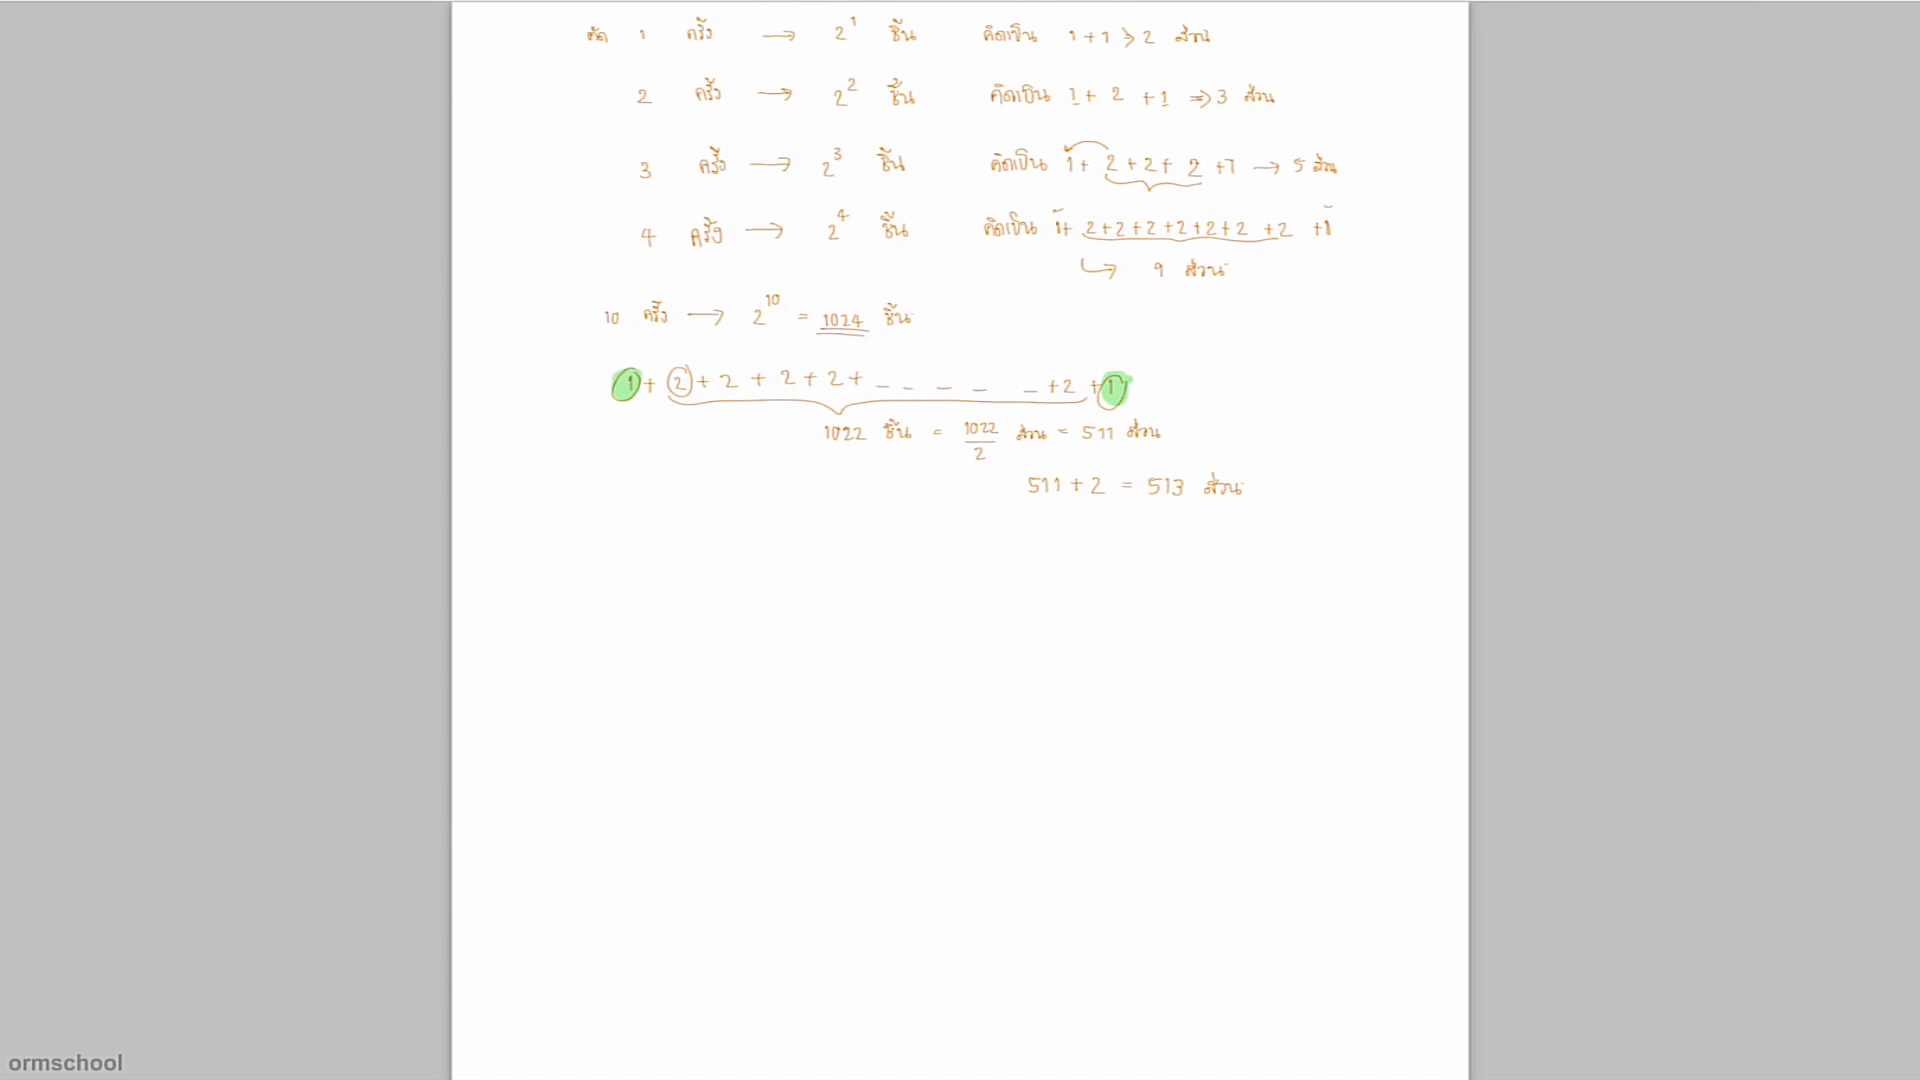 ตัด 1 ครั้ง → 2^1 ชิ้น คิดเป็น 1+1 ⇒ 2 ส่วน
2 ครั้ง → 2^2 ชิ้น คิดเป็น 1+2+1 ⇒ 3 ส่วน
3 ครั้ง → 2^3 ชิ้น คิดเป็น 1+2+2+2+1 → 5 ส่วน
4 ครั้ง → 2^4 ชิ้น คิดเป็น 1+2+2+2+2+2+2+2+1
↳ 9 ส่วน
10 ครั้ง → 2^10 = 1024 ชิ้น
1+2+2+2+2+_ _ _ _ _+2+1
1022 ชิ้น = 1022/2 ส่วน = 511 ส่วน
511+2 = 513 ส่วน
ormschool